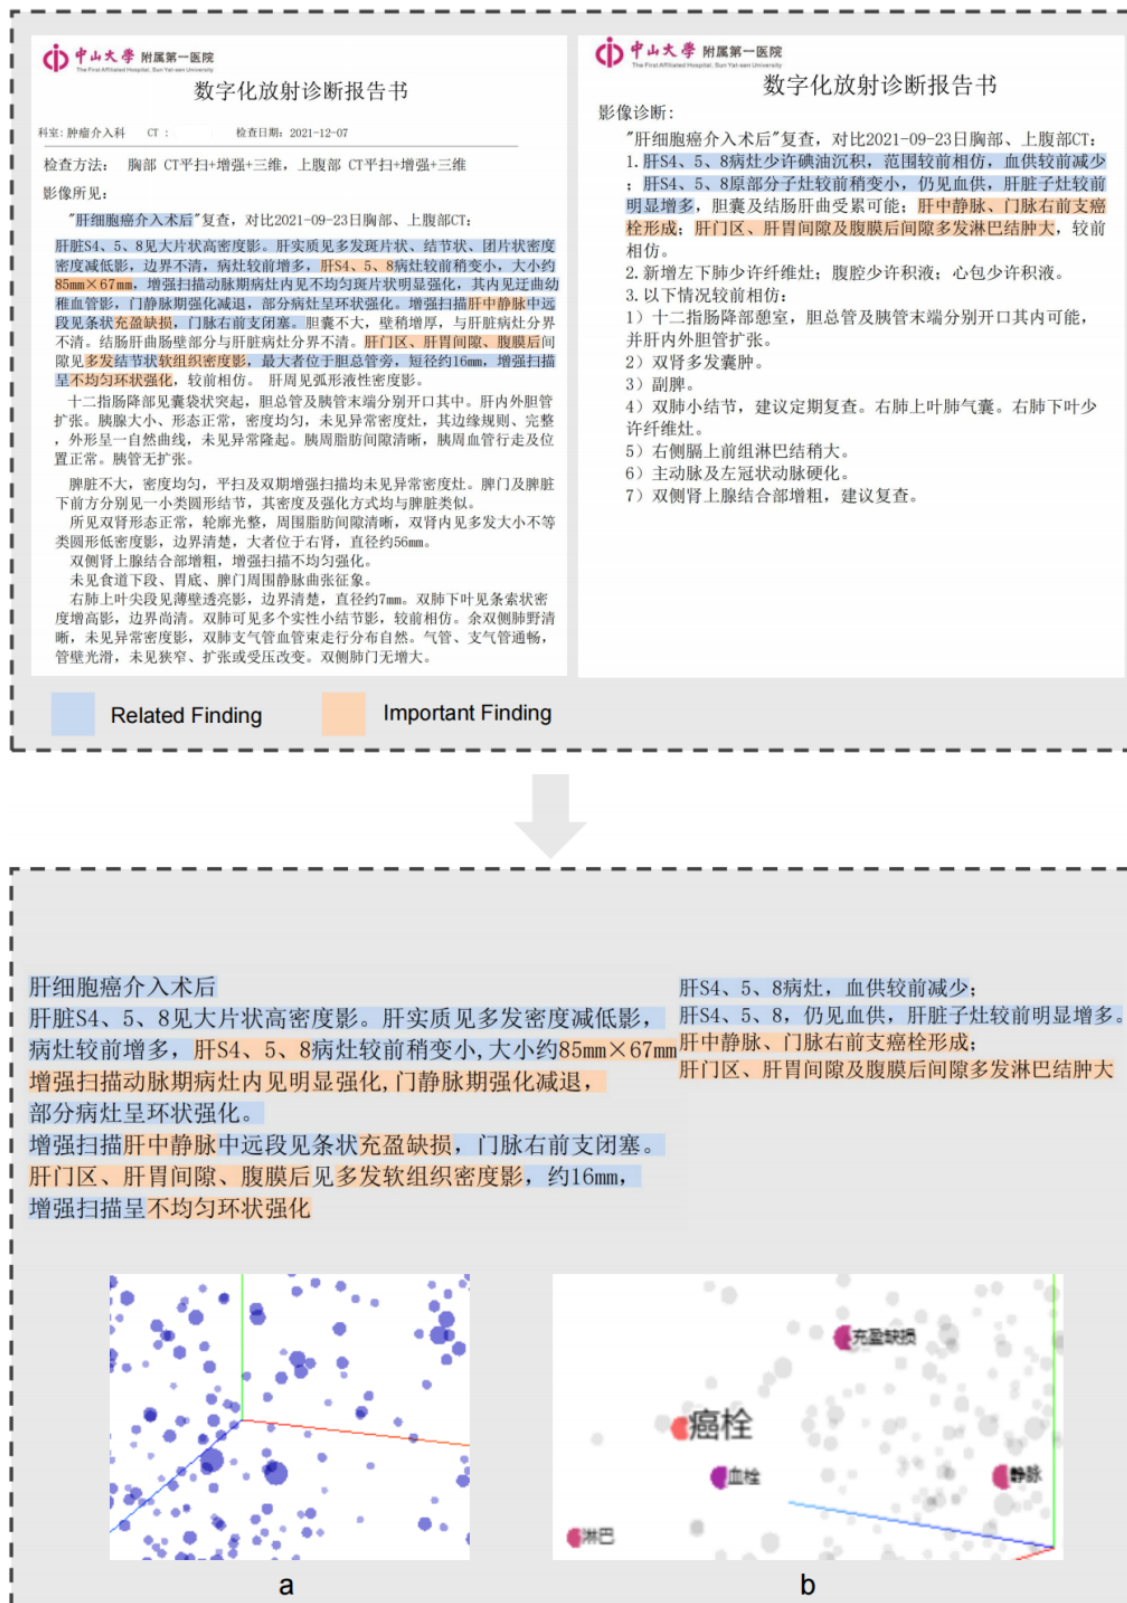 中山大学 附属第一医院
The First Affiliated Hospital, Sun Yat-sen University
数字化放射诊断报告书
科室:肿瘤介入科 CT : 检查日期: 2021-12-07
检查方法: 胸部 CT平扫+增强+三维, 上腹部 CT平扫+增强+三维
影像所见:
"肝细胞癌介入术后"复查, 对比2021-09-23日胸部、上腹部CT:
肝脏S4、5、8见大片状高密度影。肝实质见多发斑片状、结节状、团片状密度
密度减低影, 边界不清, 病灶较前增多, 肝S4、5、8病灶较前稍变小, 大小约
85mm×67mm, 增强扫描动脉期病灶内见不均匀斑片状明显强化, 其内见迂曲幼
稚血管影, 门静脉期强化减退, 部分病灶呈环状强化。增强扫描肝中静脉中远
段见条状充盈缺损, 门脉右前支闭塞。胆囊不大, 壁稍增厚, 与肝脏病灶分界
不清。结肠肝曲肠壁部分与肝脏病灶分界不清。肝门区、肝胃间隙、腹膜后间
隙见多发结节状软组织密度影, 最大者位于胆总管旁, 短径约16mm, 增强扫描
呈不均匀环状强化, 较前相仿。 肝周见弧形液性密度影。
十二指肠降部见囊袋状突起, 胆总管及胰管末端分别开口其中。肝内外胆管
扩张。胰腺大小、形态正常, 密度均匀, 未见异常密度灶, 其边缘规则、完整
, 外形呈一自然曲线, 未见异常隆起。胰周脂肪间隙清晰, 胰周血管行走及位
置正常。胰管无扩张。
脾脏不大, 密度均匀, 平扫及双期增强扫描均未见异常密度灶。脾门及脾脏
下前方分别见一小类圆形结节, 其密度及强化方式均与脾脏类似。
所见双肾形态正常, 轮廓光整, 周围脂肪间隙清晰, 双肾内见多发大小不等
类圆形低密度影, 边界清楚, 大者位于右肾, 直径约56mm。
双侧肾上腺结合部增粗, 增强扫描不均匀强化。
未见食道下段、胃底、脾门周围静脉曲张征象。
右肺上叶尖段见薄壁透亮影, 边界清楚, 直径约7mm。双肺下叶见条索状密
度增高影, 边界尚清。双肺可见多个实性小结节影, 较前相仿。余双侧肺野清
晰, 未见异常密度影, 双肺支气管血管束走行分布自然。气管、支气管通畅,
管壁光滑, 未见狭窄、扩张或受压改变。双侧肺门无增大。
中山大学 附属第一医院
The First Affiliated Hospital, Sun Yat-sen University
数字化放射诊断报告书
影像诊断:
"肝细胞癌介入术后"复查, 对比2021-09-23日胸部、上腹部CT:
1. 肝S4、5、8病灶少许碘油沉积, 范围较前相仿, 血供较前减少
; 肝S4、5、8原部分子灶较前稍变小, 仍见血供, 肝脏子灶较前
明显增多, 胆囊及结肠肝曲受累可能; 肝中静脉、门脉右前支癌
栓形成; 肝门区、肝胃间隙及腹膜后间隙多发淋巴结肿大, 较前
相仿。
2. 新增左下肺少许纤维灶; 腹腔少许积液; 心包少许积液。
3. 以下情况较前相仿:
1) 十二指肠降部憩室, 胆总管及胰管末端分别开口其内可能,
并肝内外胆管扩张。
2) 双肾多发囊肿。
3) 副脾。
4) 双肺小结节, 建议定期复查。右肺上叶肺气囊。右肺下叶少
许纤维灶。
5) 右侧膈上前组淋巴结稍大。
6) 主动脉及左冠状动脉硬化。
7) 双侧肾上腺结合部增粗, 建议复查。
Related Finding
Important Finding
肝细胞癌介入术后
肝脏S4、5、8见大片状高密度影。肝实质见多发密度减低影,
病灶较前增多, 肝S4、5、8病灶较前稍变小,大小约85mm×67mm
增强扫描动脉期病灶内见明显强化,门静脉期强化减退,
部分病灶呈环状强化。
增强扫描肝中静脉中远段见条状充盈缺损, 门脉右前支闭塞。
肝门区、肝胃间隙、腹膜后见多发软组织密度影, 约16mm,
增强扫描呈不均匀环状强化
肝S4、5、8病灶, 血供较前减少;
肝S4、5、8, 仍见血供, 肝脏子灶较前明显增多。
肝中静脉、门脉右前支癌栓形成;
肝门区、肝胃间隙及腹膜后间隙多发淋巴结肿大
充盈缺损
癌栓
血栓
静脉
淋巴
a
b